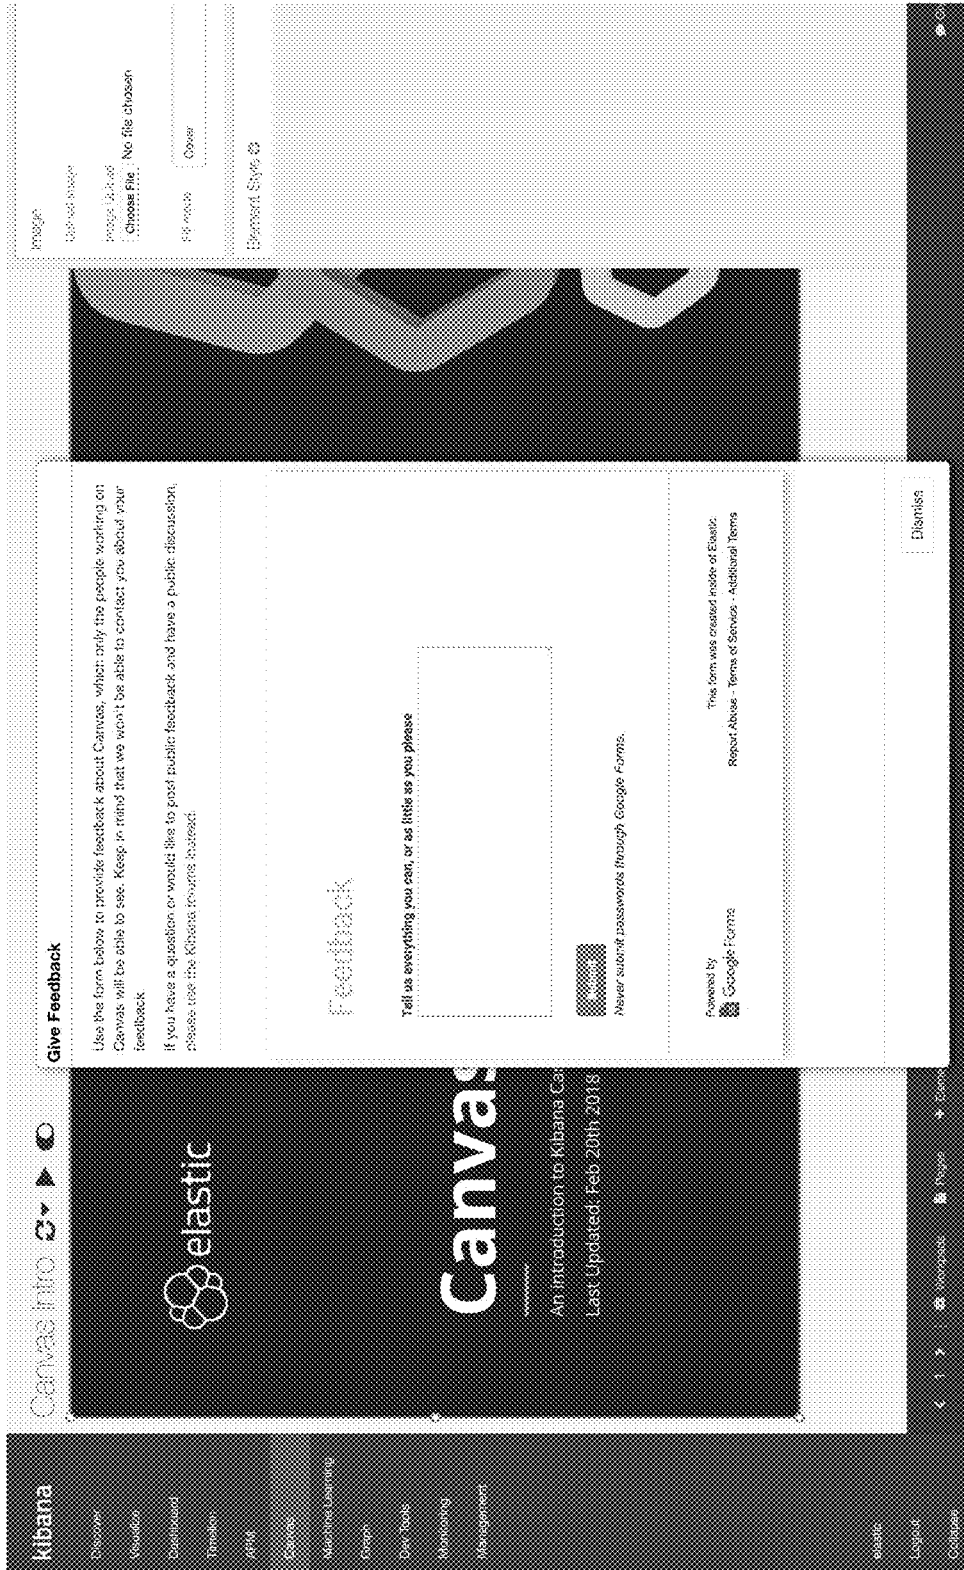 kibana
Discover
Visualize
Dashboard
Timelion
APM
Canvas
Machine Learning
Graph
Dev Tools
Monitoring
Management
elastic
Logout
Collapse
Canvas Intro
elastic
Canvas
An introduction to Kibana Can
Last Updated: Feb 20th 2018
Give Feedback
Use the form below to provide feedback about Canvas, which only the people working on
Canvas will be able to see. Keep in mind that we won't be able to contact you about your
feedback.
If you have a question or would like to post public feedback and have a public discussion,
please use the Kibana forums instead.
Feedback
Tell us everything you can, or as little as you please
Never submit passwords through Google Forms.
Powered by
Google Forms
This form was created inside of Elastic.
Report Abuse - Terms of Service - Additional Terms
Dismiss
Image
Upload Image
Image Upload
Choose File No file chosen
Fill mode
Cover
Element Style
1
Pages